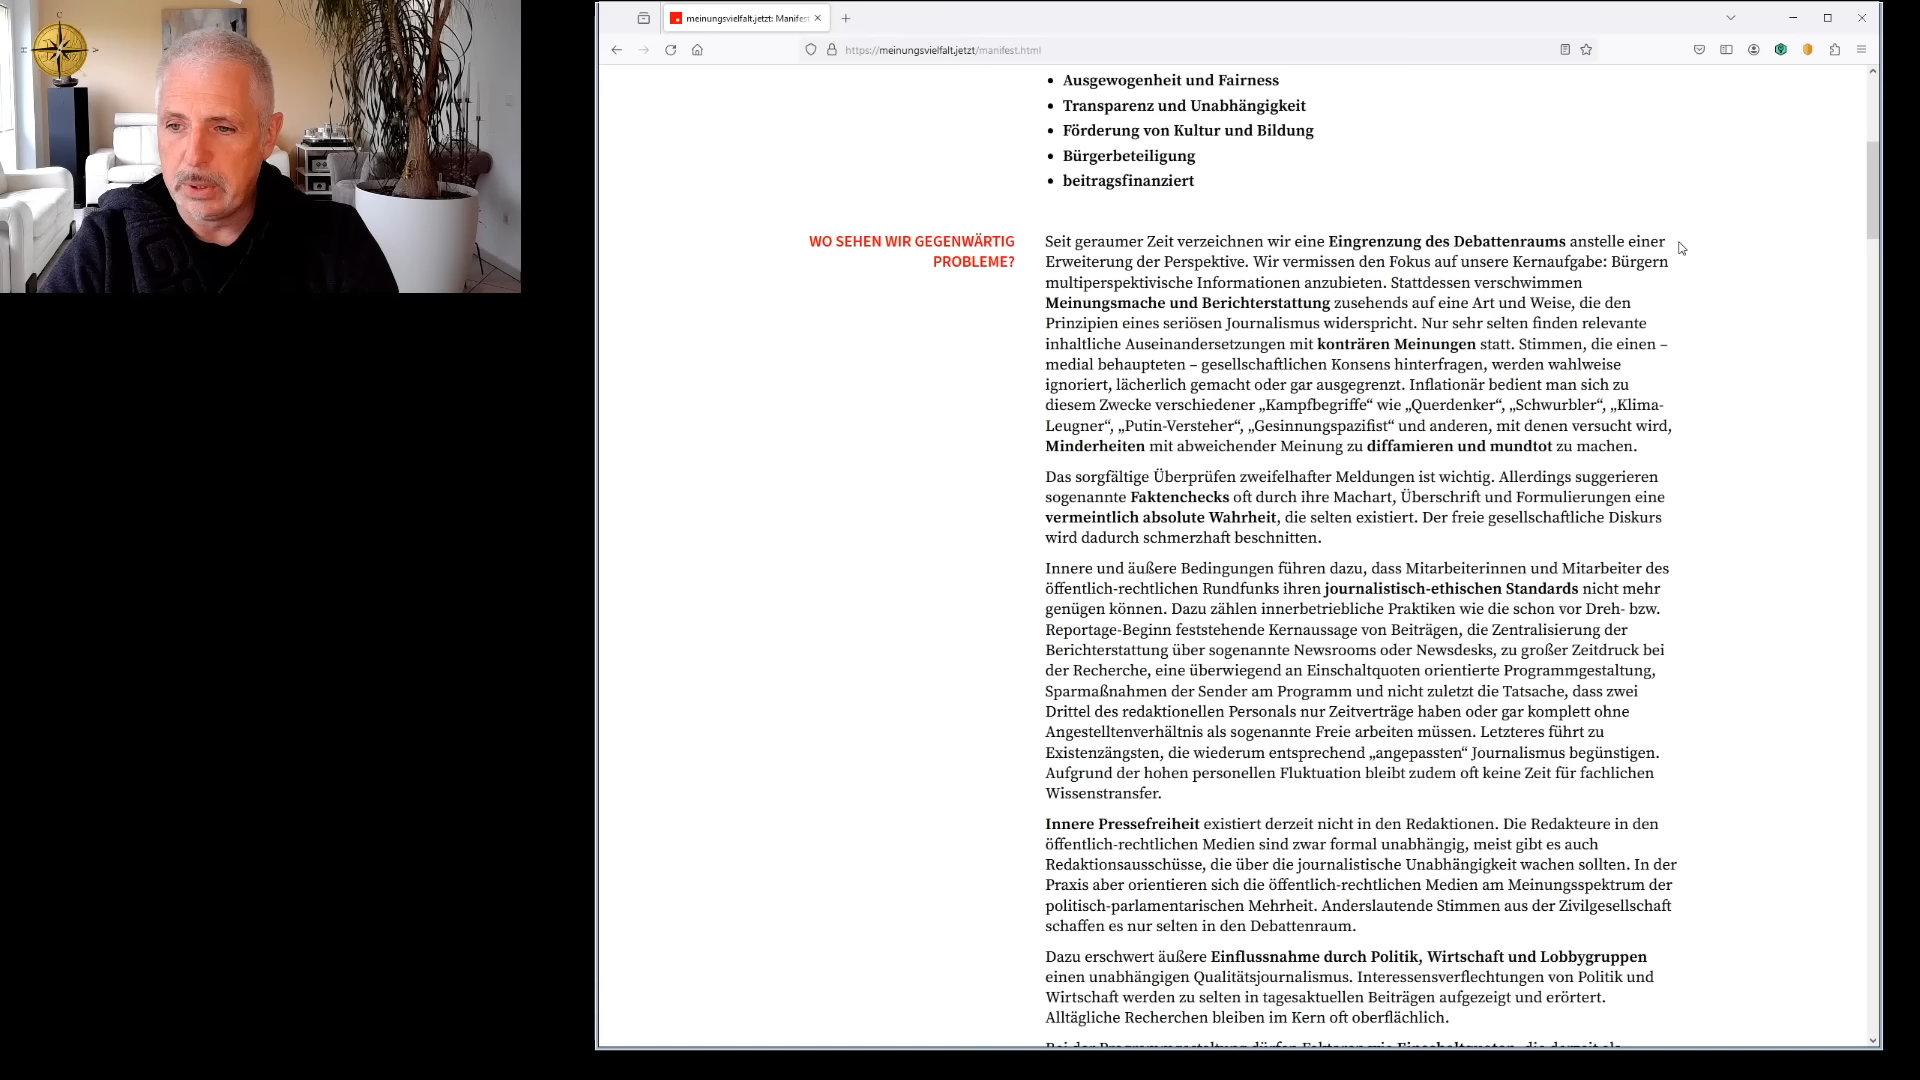 C
H
A
meinungsvielfalt.jetzt: Manifest
https://meinungsvielfalt.jetzt/manifest.html
• Ausgewogenheit und Fairness
• Transparenz und Unabhängigkeit
• Förderung von Kultur und Bildung
• Bürgerbeteiligung
• beitragsfinanziert
WO SEHEN WIR GEGENWÄRTIG
PROBLEME?
Seit geraumer Zeit verzeichnen wir eine Eingrenzung des Debattenraums anstelle einer
Erweiterung der Perspektive. Wir vermissen den Fokus auf unsere Kernaufgabe: Bürgern
multiperspektivische Informationen anzubieten. Stattdessen verschwimmen
Meinungsmache und Berichterstattung zusehends auf eine Art und Weise, die den
Prinzipien eines seriösen Journalismus widerspricht. Nur sehr selten finden relevante
inhaltliche Auseinandersetzungen mit konträren Meinungen statt. Stimmen, die einen –
medial behaupteten – gesellschaftlichen Konsens hinterfragen, werden wahlweise
ignoriert, lächerlich gemacht oder gar ausgegrenzt. Inflationär bedient man sich zu
diesem Zwecke verschiedener „Kampfbegriffe“ wie „Querdenker“, „Schwurbler“, „Klima-
Leugner“, „Putin-Versteher“, „Gesinnungspazifist“ und anderen, mit denen versucht wird,
Minderheiten mit abweichender Meinung zu diffamieren und mundtot zu machen.
Das sorgfältige Überprüfen zweifelhafter Meldungen ist wichtig. Allerdings suggerieren
sogenannte Faktenchecks oft durch ihre Machart, Überschrift und Formulierungen eine
vermeintlich absolute Wahrheit, die selten existiert. Der freie gesellschaftliche Diskurs
wird dadurch schmerzhaft beschnitten.
Innere und äußere Bedingungen führen dazu, dass Mitarbeiterinnen und Mitarbeiter des
öffentlich-rechtlichen Rundfunks ihren journalistisch-ethischen Standards nicht mehr
genügen können. Dazu zählen innerbetriebliche Praktiken wie die schon vor Dreh- bzw.
Reportage-Beginn feststehende Kernaussage von Beiträgen, die Zentralisierung der
Berichterstattung über sogenannte Newsrooms oder Newsdesks, zu großer Zeitdruck bei
der Recherche, eine überwiegend an Einschaltquoten orientierte Programmgestaltung,
Sparmaßnahmen der Sender am Programm und nicht zuletzt die Tatsache, dass zwei
Drittel des redaktionellen Personals nur Zeitverträge haben oder gar komplett ohne
Angestelltenverhältnis als sogenannte Freie arbeiten müssen. Letzteres führt zu
Existenzängsten, die wiederum entsprechend „angepassten“ Journalismus begünstigen.
Aufgrund der hohen personellen Fluktuation bleibt zudem oft keine Zeit für fachlichen
Wissenstransfer.
Innere Pressefreiheit existiert derzeit nicht in den Redaktionen. Die Redakteure in den
öffentlich-rechtlichen Medien sind zwar formal unabhängig, meist gibt es auch
Redaktionsausschüsse, die über die journalistische Unabhängigkeit wachen sollten. In der
Praxis aber orientieren sich die öffentlich-rechtlichen Medien am Meinungsspektrum der
politisch-parlamentarischen Mehrheit. Anderslautende Stimmen aus der Zivilgesellschaft
schaffen es nur selten in den Debattenraum.
Dazu erschwert äußere Einflussnahme durch Politik, Wirtschaft und Lobbygruppen
einen unabhängigen Qualitätsjournalismus. Interessensverflechtungen von Politik und
Wirtschaft werden zu selten in tagesaktuellen Beiträgen aufgezeigt und erörtert.
Alltägliche Recherchen bleiben im Kern oft oberflächlich.